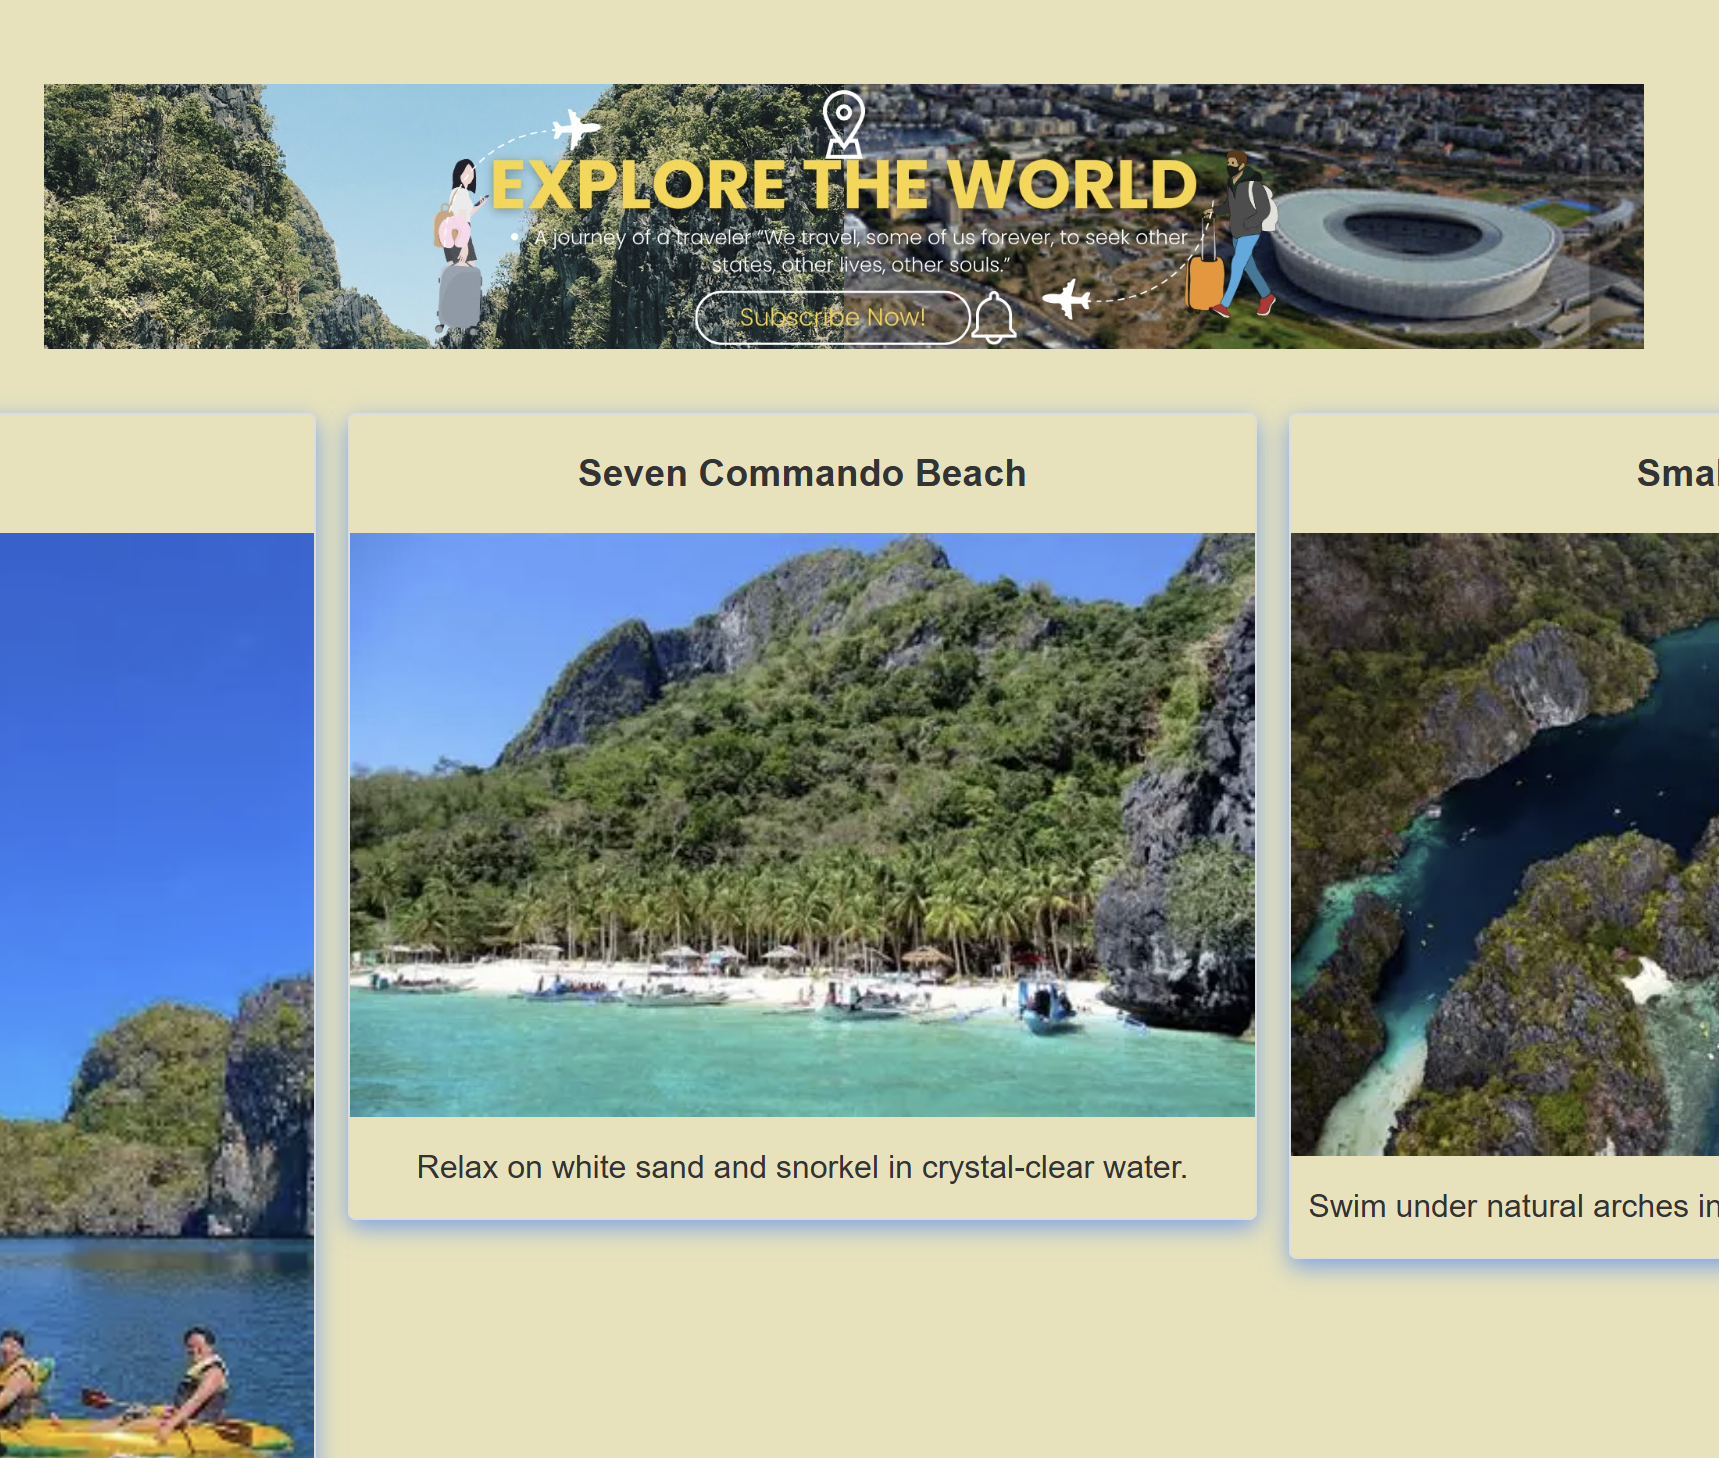 EXPLORE THE WORLD
• A journey of a traveler “We travel, some of us forever, to seek other
states, other lives, other souls.”
Subscribe Now!
Seven Commando Beach
Relax on white sand and snorkel in crystal-clear water.
Swim under natural arches